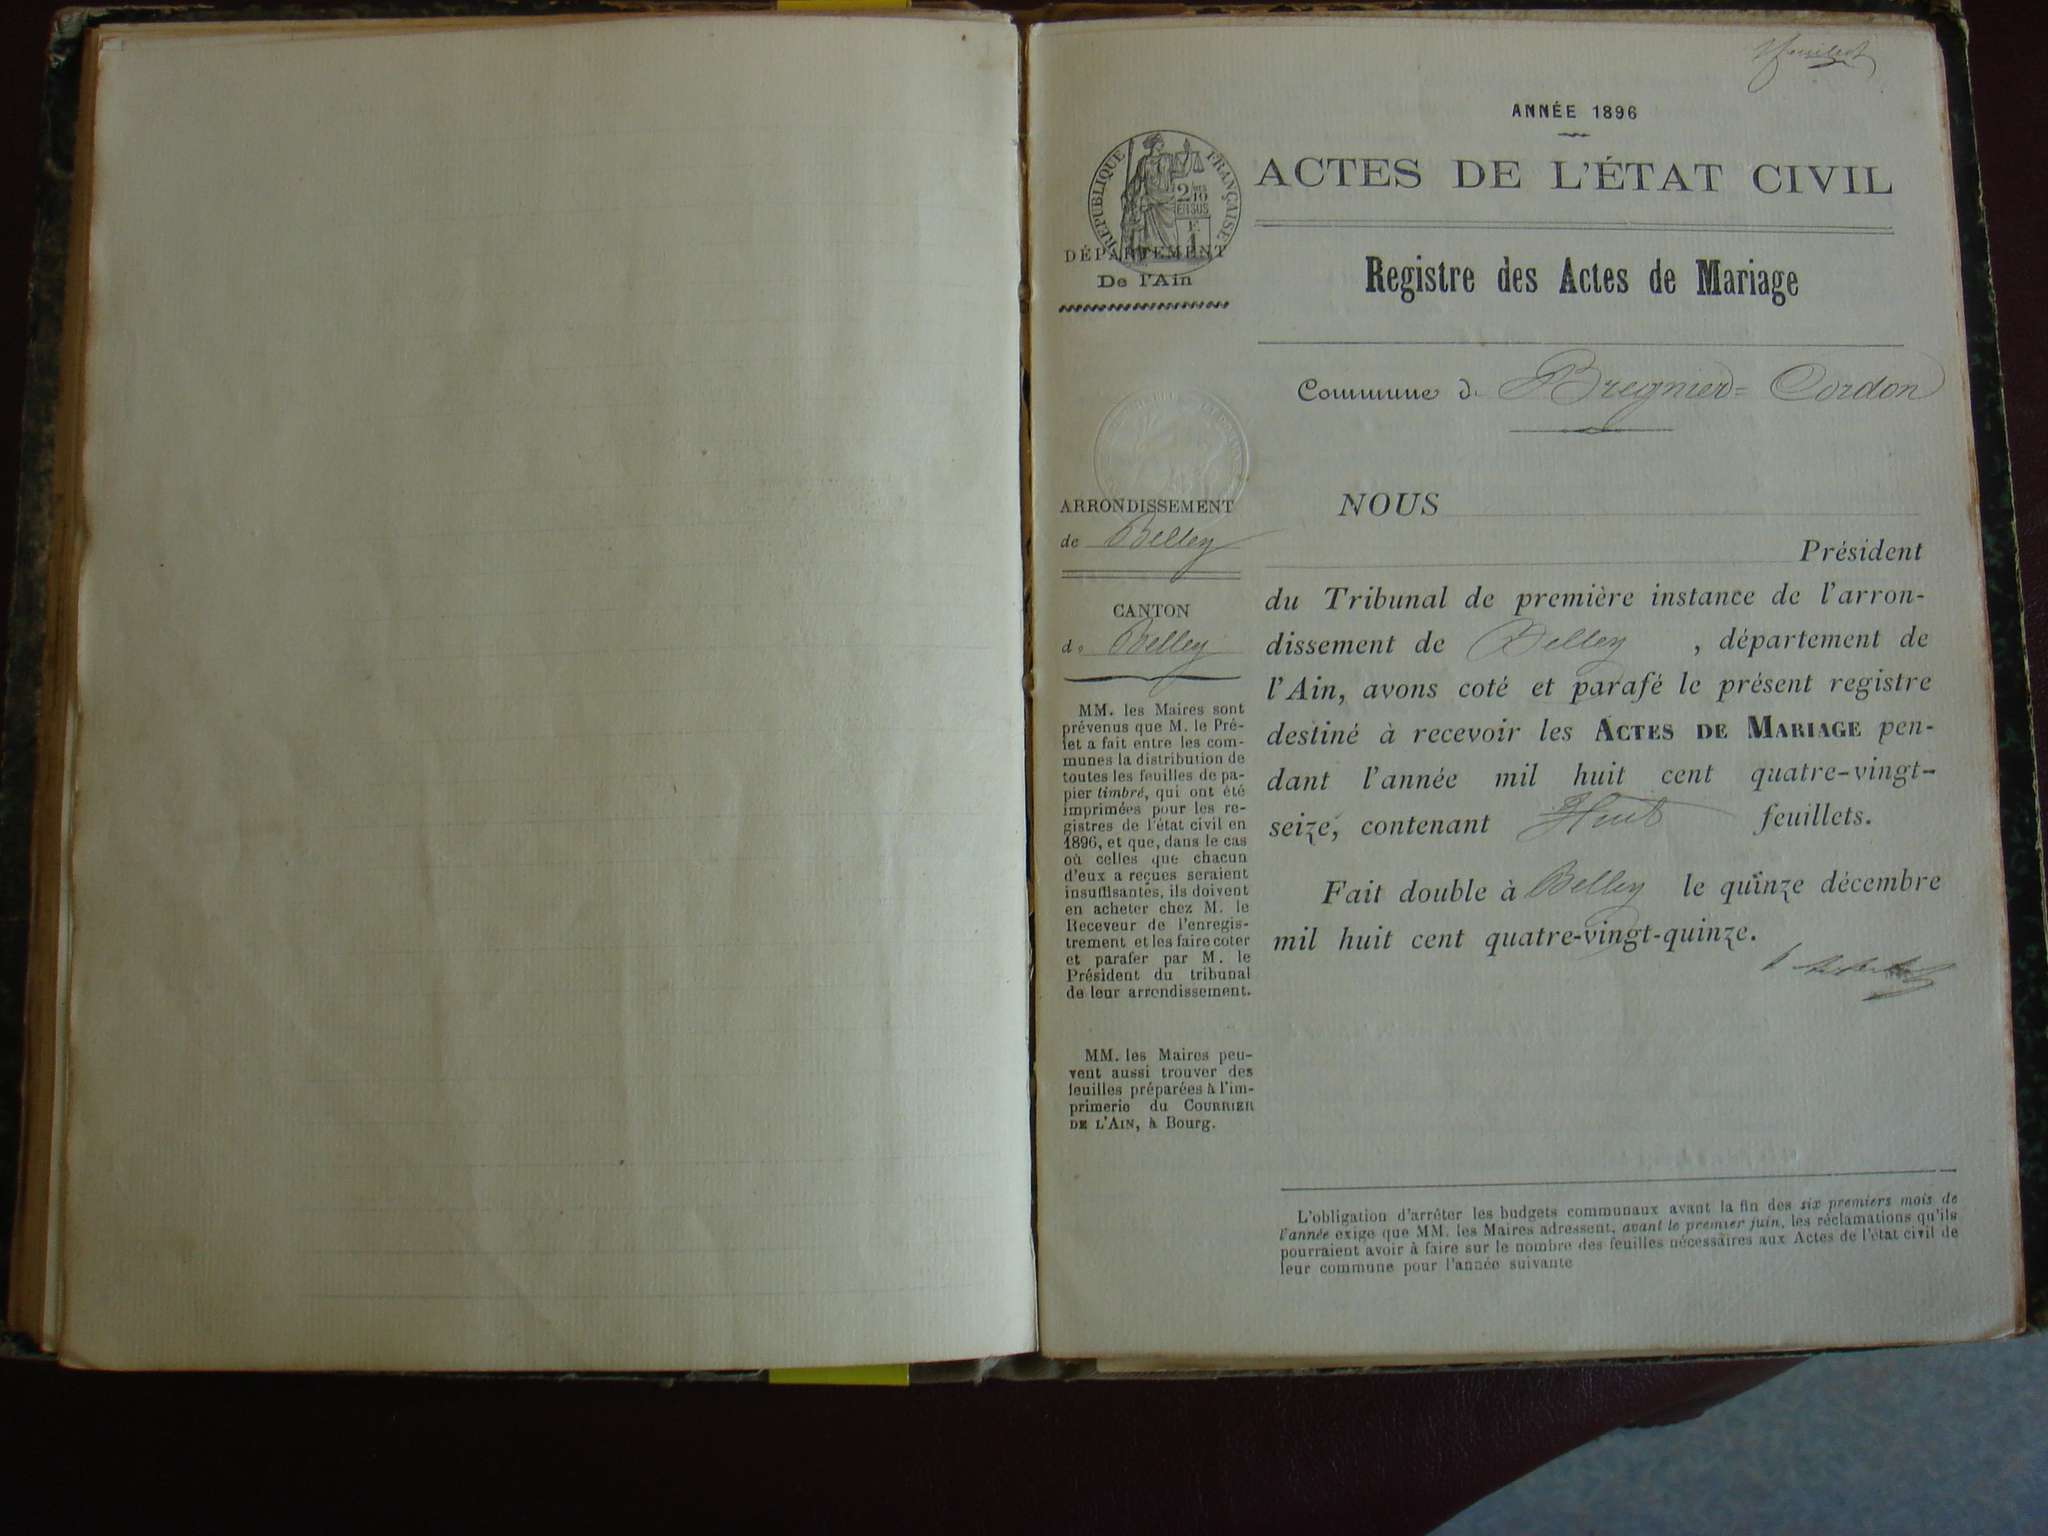 ANNÉE 1896
RÉPUBLIQUE FRANÇAISE
2/10
EN SUS
F.
1
ACTES DE L'ÉTAT CIVIL
DÉPARTEMENT
De l'Ain
Registre des Actes de Mariage
Commune de Bregnier=Cordon
ARRONDISSEMENT
de Belley
CANTON
de Belley
MM. les Maires sont
prévenus que M. le Pré-
fet a fait entre les com-
munes la distribution de
toutes les feuilles de pa-
pier timbré, qui ont été
imprimées pour les re-
gistres de l'état civil en
1896, et que, dans le cas
où celles que chacun
d'eux a reçues seraient
insuffisantes, ils doivent
en acheter chez M. le
Receveur de l'enregis-
trement et les faire coter
et parafer par M. le
Président du tribunal
de leur arrondissement.
MM. les Maires peu-
vent aussi trouver des
feuilles préparées à l'im-
primerie du COURRIER
DE L'AIN, à Bourg.
NOUS
Président
du Tribunal de première instance de l'arron-
dissement de Belley , département de
l'Ain, avons coté et parafé le présent registre
destiné à recevoir les ACTES DE MARIAGE pen-
dant l'année mil huit cent quatre-vingt-
seize, contenant Huit feuillets.
Fait double à Belley le quinze décembre
mil huit cent quatre-vingt-quinze.
L'obligation d'arrêter les budgets communaux avant la fin des six premiers mois de
l'année exige que MM. les Maires adressent, avant le premier juin, les réclamations qu'ils
pourraient avoir à faire sur le nombre des feuilles nécessaires aux Actes de l'état civil de
leur commune pour l'année suivante